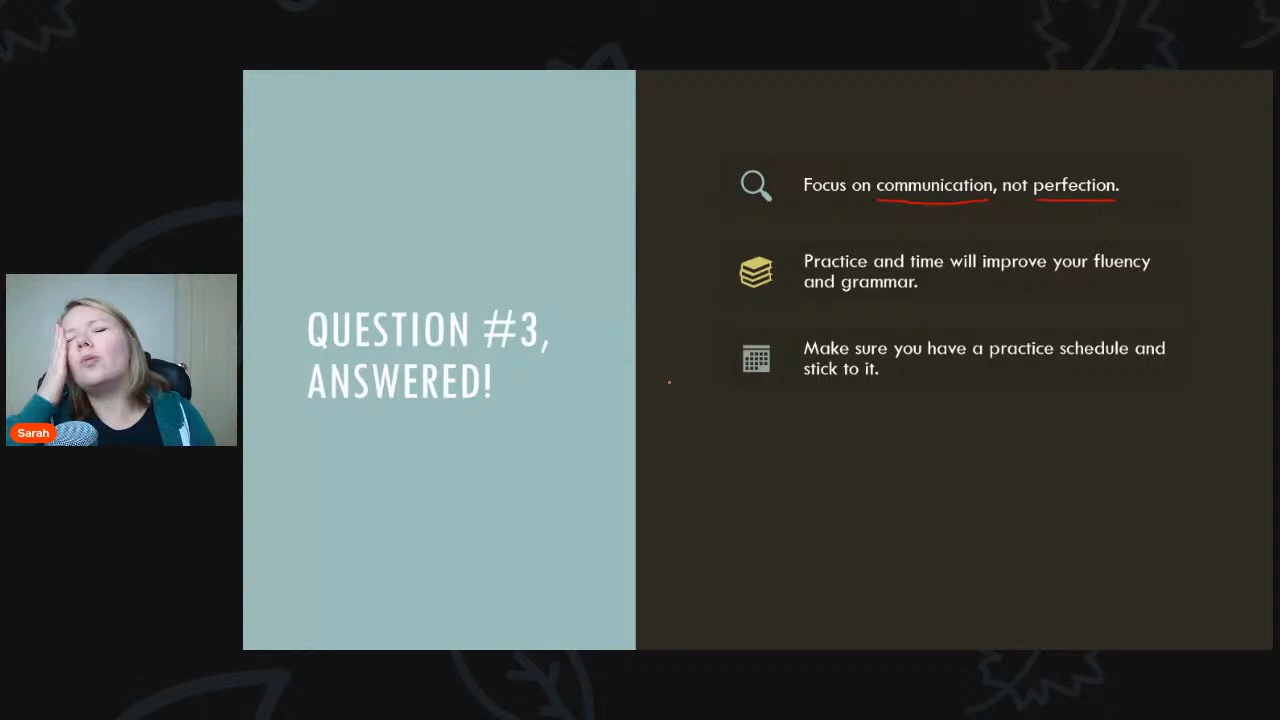 QUESTION #3,
ANSWERED!
Focus on communication, not perfection.
Practice and time will improve your fluency
and grammar.
Make sure you have a practice schedule and
stick to it.
Sarah